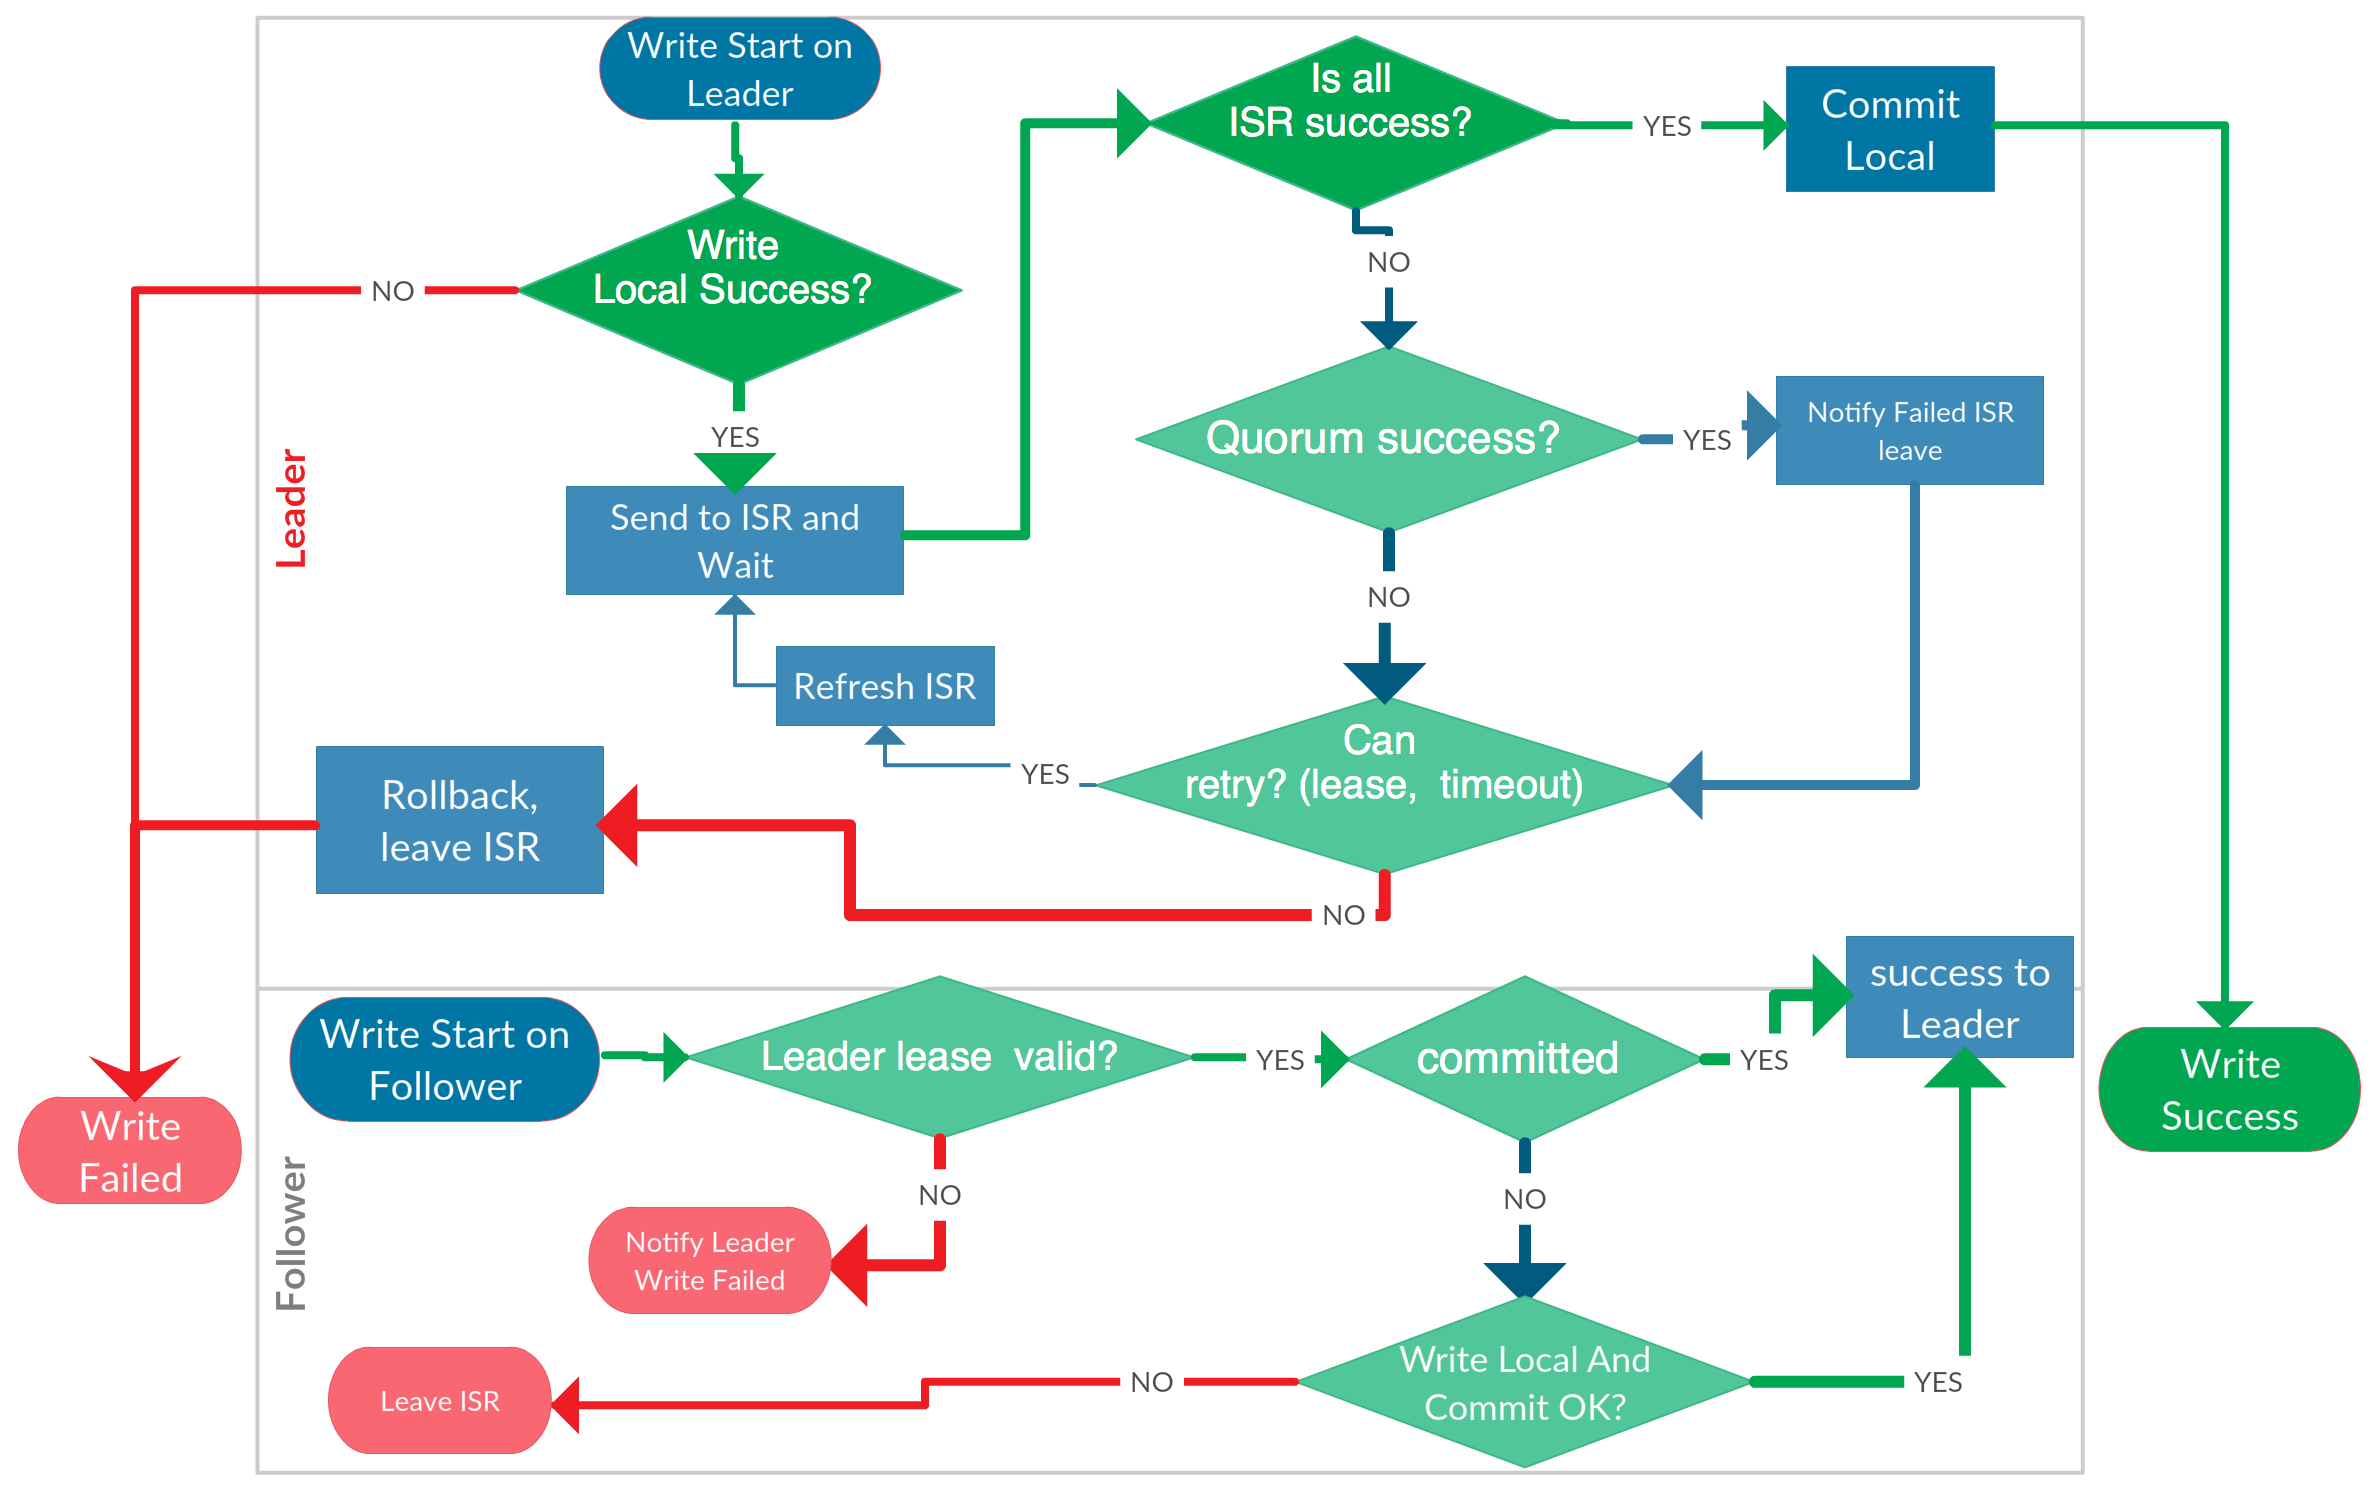 Write Start on
Leader
Is all
ISR success?
YES
Commit
Local
Write
Local Success?
NO
NO
YES
Quorum success?
YES
Notify Failed ISR
leave
Leader
Send to ISR and
Wait
NO
Refresh ISR
Can
retry? (lease, timeout)
YES
Rollback,
leave ISR
NO
success to
Leader
Write Start on
Follower
Leader lease valid?
YES
committed
YES
Write
Success
Write
Failed
NO
NO
Follower
Notify Leader
Write Failed
Leave ISR
NO
Write Local And
Commit OK?
YES